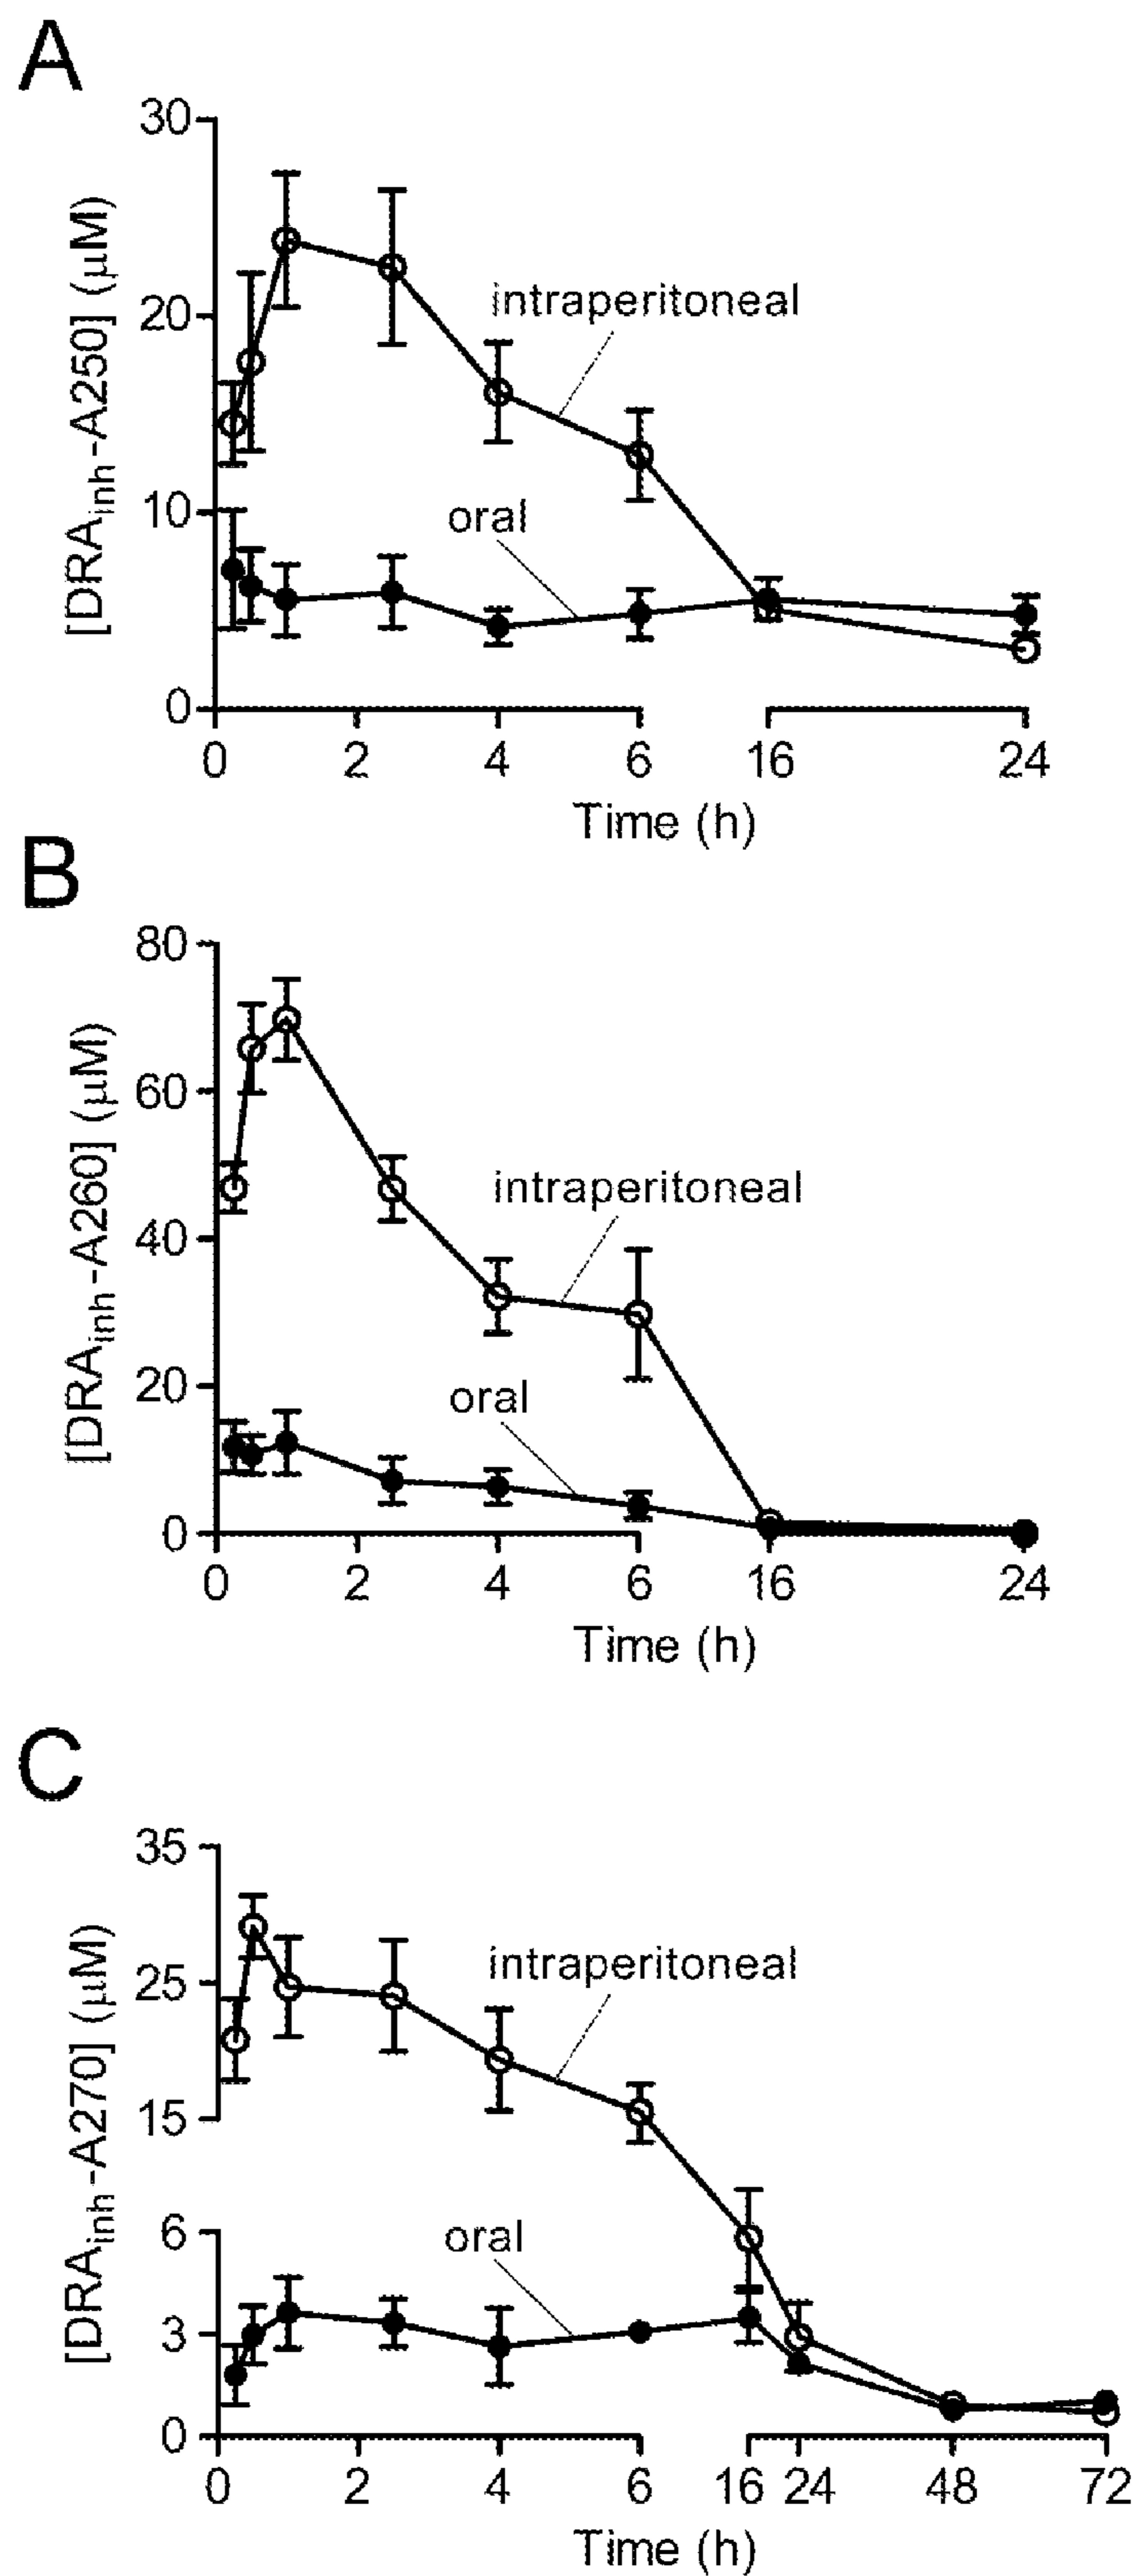 A
[DRAinh-A250] (μM)
30
20
10
0
intraperitoneal
oral
0 2 4 6 16 24
Time (h)
B
[DRAinh-A260] (μM)
80
60
40
20
0
intraperitoneal
oral
0 2 4 6 16 24
Time (h)
C
[DRAinh-A270] (μM)
35
25
15
6
3
0
intraperitoneal
oral
0 2 4 6 16 24 48 72
Time (h)